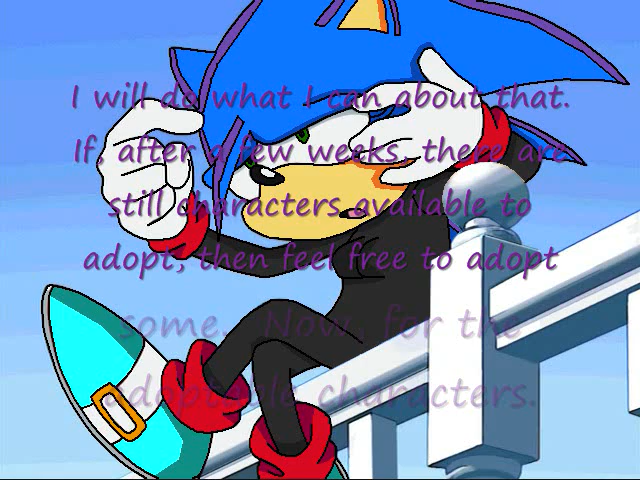 I will do what I can about that.
If, after a few weeks, there are
still characters available to
adopt, then feel free to adopt
some. Now, for the
adoptable characters.